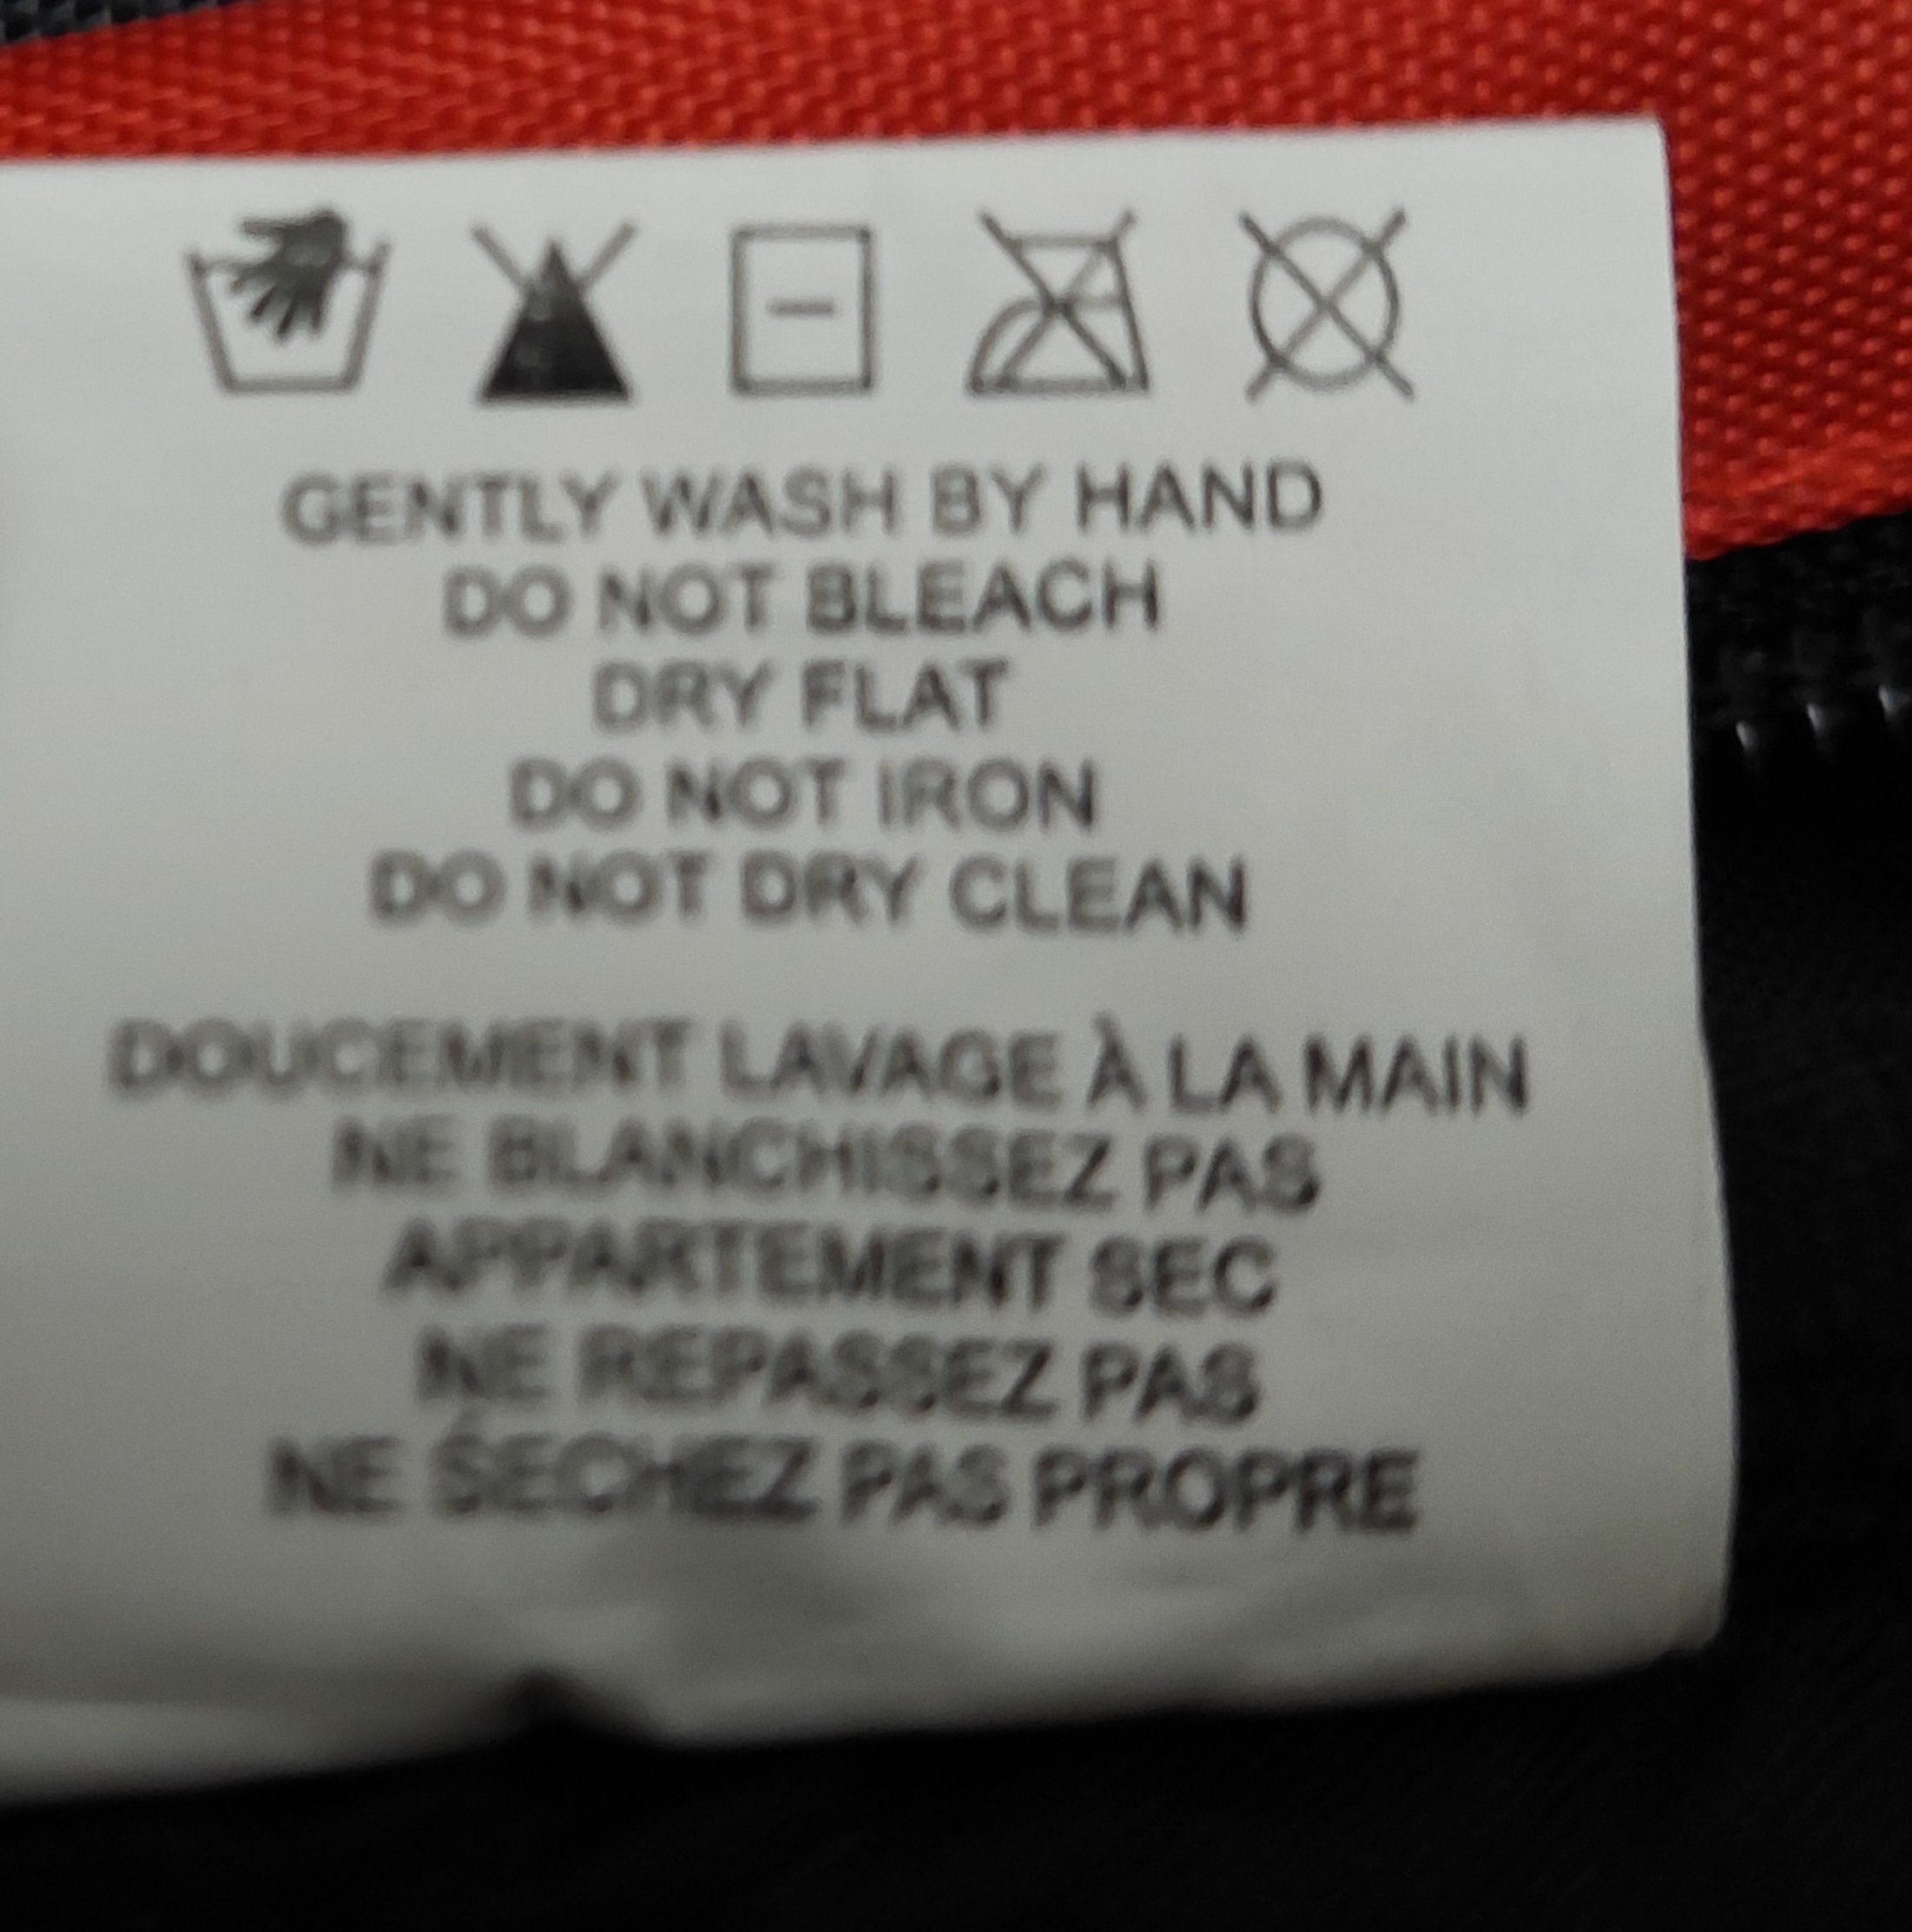 GENTLY WASH BY HAND
DO NOT BLEACH
DRY FLAT
DO NOT IRON
DO NOT DRY CLEAN
DOUCEMENT LAVAGE À LA MAIN
NE BLANCHISSEZ PAS
APPARTEMENT SEC
NE REPASSEZ PAS
NE SECHEZ PAS PROPRE